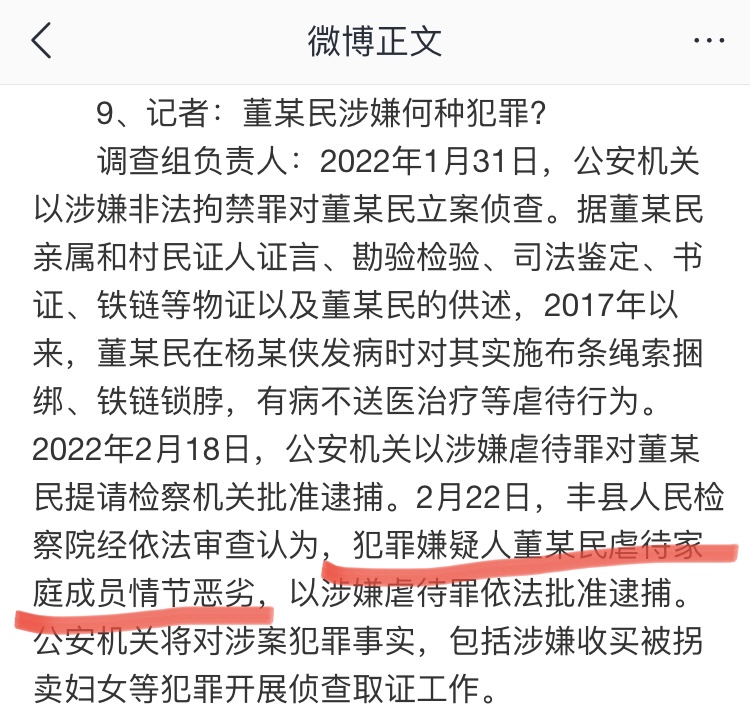 微博正文
9、记者：董某民涉嫌何种犯罪？
调查组负责人：2022年1月31日，公安机关
以涉嫌非法拘禁罪对董某民立案侦查。据董某民
亲属和村民证人证言、勘验检验、司法鉴定、书
证、铁链等物证以及董某民的供述，2017年以
来，董某民在杨某侠发病时对其实施布条绳索捆
绑、铁链锁脖，有病不送医治疗等虐待行为。
2022年2月18日，公安机关以涉嫌虐待罪对董某
民提请检察机关批准逮捕。2月22日，丰县人民检
察院经依法审查认为，犯罪嫌疑人董某民虐待家
庭成员情节恶劣，以涉嫌虐待罪依法批准逮捕。
公安机关将对涉案犯罪事实，包括涉嫌收买被拐
卖妇女等犯罪开展侦查取证工作。